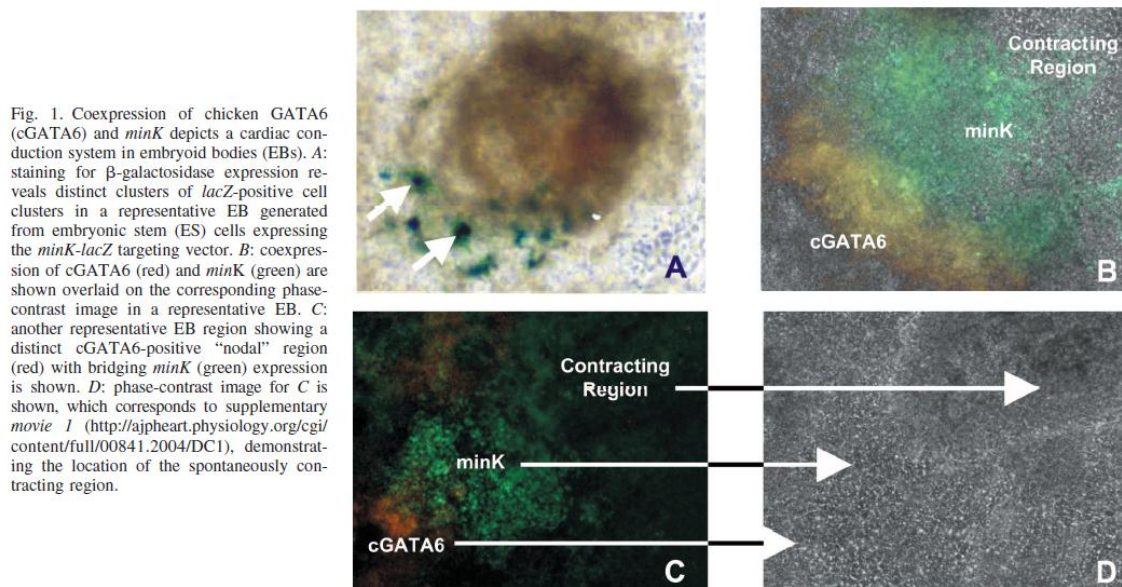 Fig. 1. Coexpression of chicken GATA6
(cGATA6) and minK depicts a cardiac con-
duction system in embryoid bodies (EBs). A:
staining for β-galactosidase expression re-
veals distinct clusters of lacZ-positive cell
clusters in a representative EB generated
from embryonic stem (ES) cells expressing
the minK-lacZ targeting vector. B: coexpres-
sion of cGATA6 (red) and minK (green) are
shown overlaid on the corresponding phase-
contrast image in a representative EB. C:
another representative EB region showing a
distinct cGATA6-positive “nodal” region
(red) with bridging minK (green) expression
is shown. D: phase-contrast image for C is
shown, which corresponds to supplementary
movie 1 (http://ajpheart.physiology.org/cgi/
content/full/00841.2004/DC1), demonstrat-
ing the location of the spontaneously con-
tracting region.
A
Contracting
Region
minK
cGATA6
B
Contracting
Region
minK
cGATA6
C
D